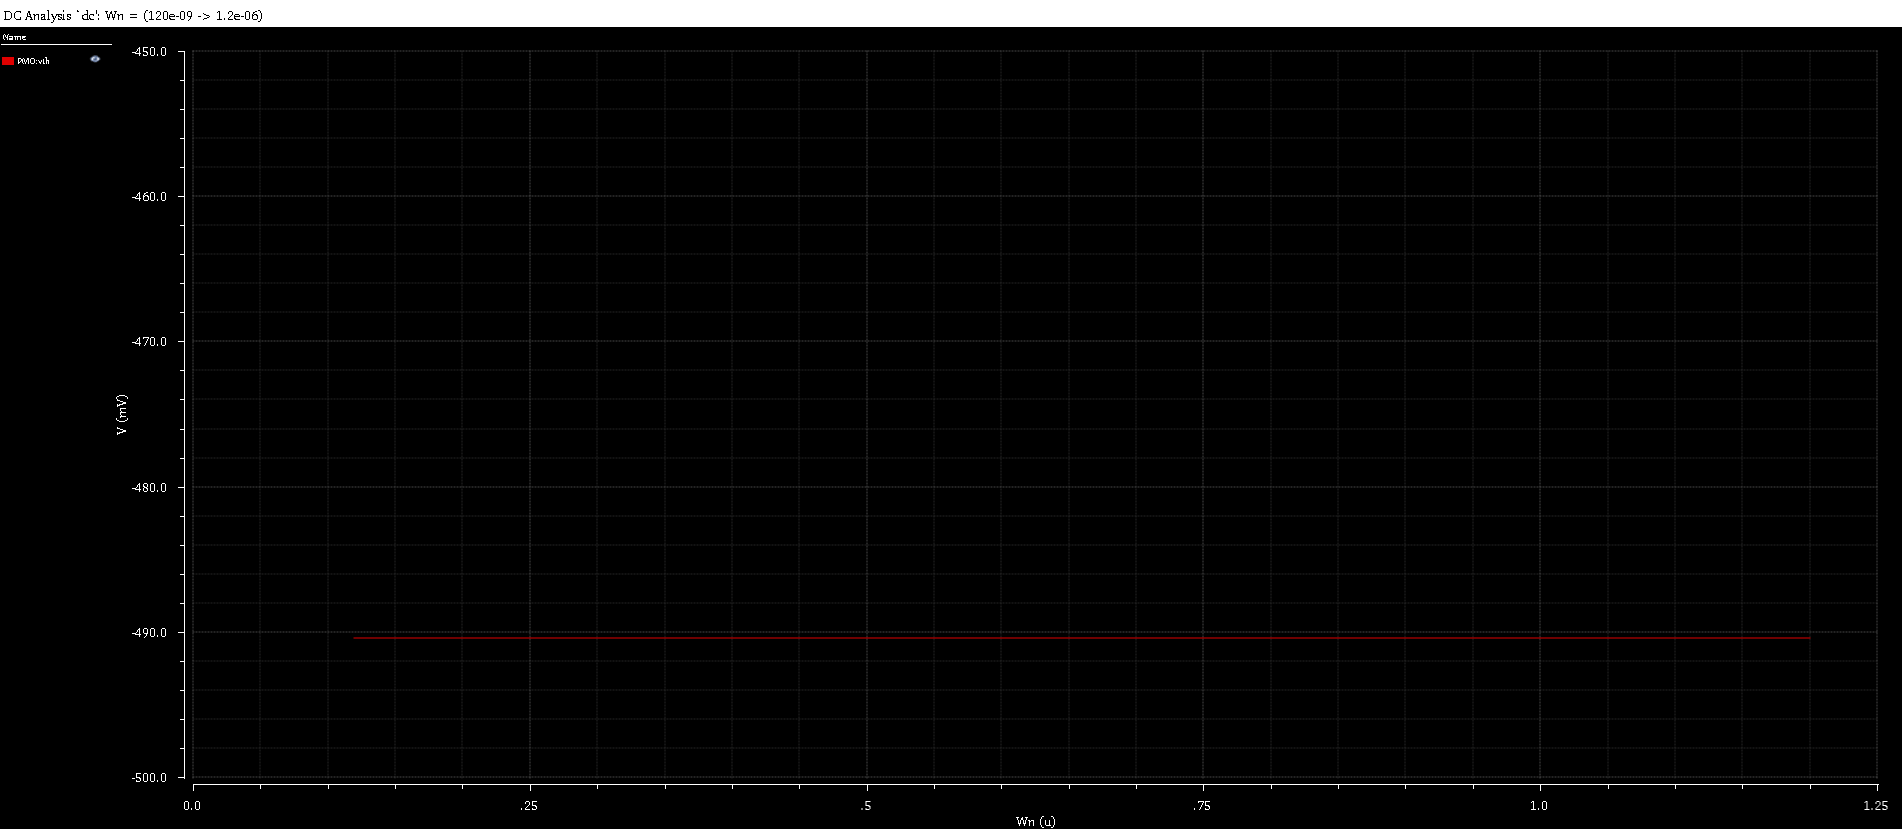 DC Analysis `dc': Wn = (120e-09 -> 1.2e-06)
Name
PM0:vth
-450.0
-460.0
-470.0
-480.0
-490.0
-500.0
V (mV)
0.0 .25 .5 .75 1.0 1.25
Wn (u)